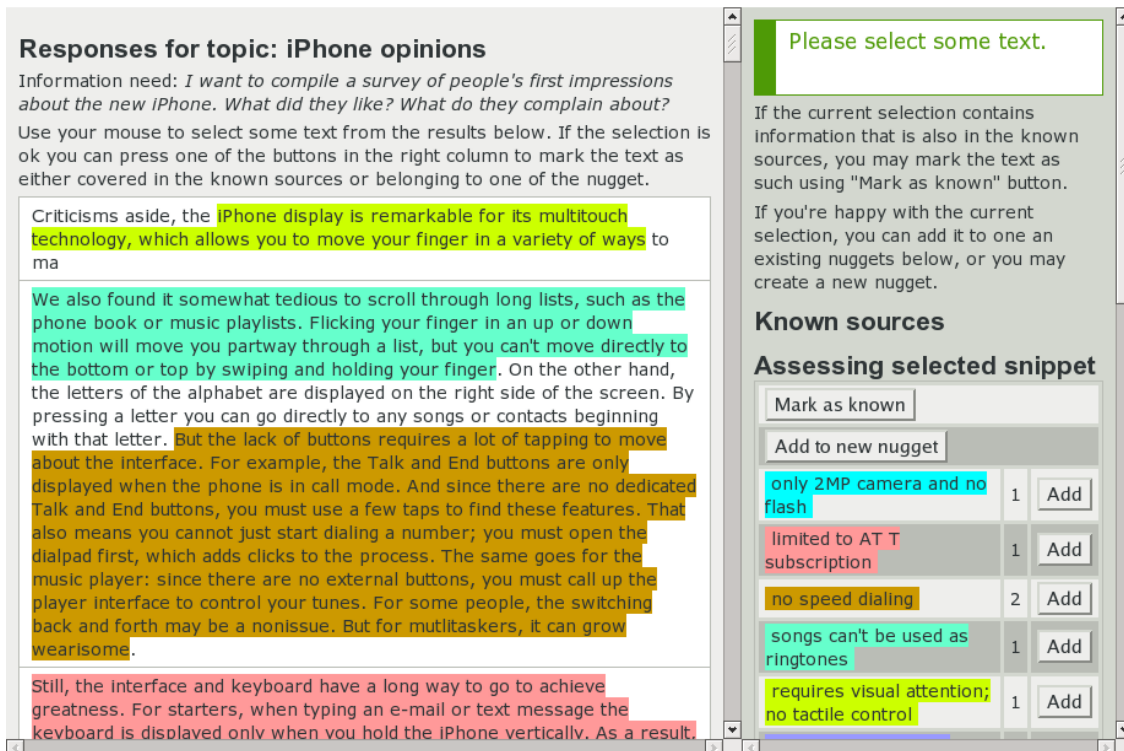 Responses for topic: iPhone opinions
Information need: I want to compile a survey of people's first impressions
about the new iPhone. What did they like? What do they complain about?
Use your mouse to select some text from the results below. If the selection is
ok you can press one of the buttons in the right column to mark the text as
either covered in the known sources or belonging to one of the nugget.
Criticisms aside, the iPhone display is remarkable for its multitouch
technology, which allows you to move your finger in a variety of ways to
ma
We also found it somewhat tedious to scroll through long lists, such as the
phone book or music playlists. Flicking your finger in an up or down
motion will move you partway through a list, but you can't move directly to
the bottom or top by swiping and holding your finger. On the other hand,
the letters of the alphabet are displayed on the right side of the screen. By
pressing a letter you can go directly to any songs or contacts beginning
with that letter. But the lack of buttons requires a lot of tapping to move
about the interface. For example, the Talk and End buttons are only
displayed when the phone is in call mode. And since there are no dedicated
Talk and End buttons, you must use a few taps to find these features. That
also means you cannot just start dialing a number; you must open the
dialpad first, which adds clicks to the process. The same goes for the
music player: since there are no external buttons, you must call up the
player interface to control your tunes. For some people, the switching
back and forth may be a nonissue. But for mutlitaskers, it can grow
wearisome.
Still, the interface and keyboard have a long way to go to achieve
greatness. For starters, when typing an e-mail or text message the
keyboard is displayed only when you hold the iPhone vertically. As a result,
Please select some text.
If the current selection contains
information that is also in the known
sources, you may mark the text as
such using "Mark as known" button.
If you're happy with the current
selection, you can add it to one an
existing nuggets below, or you may
create a new nugget.
Known sources
Assessing selected snippet
Mark as known
Add to new nugget
only 2MP camera and no
flash
1
Add
limited to AT T
subscription
1
Add
no speed dialing
2
Add
songs can't be used as
ringtones
1
Add
requires visual attention;
no tactile control
1
Add